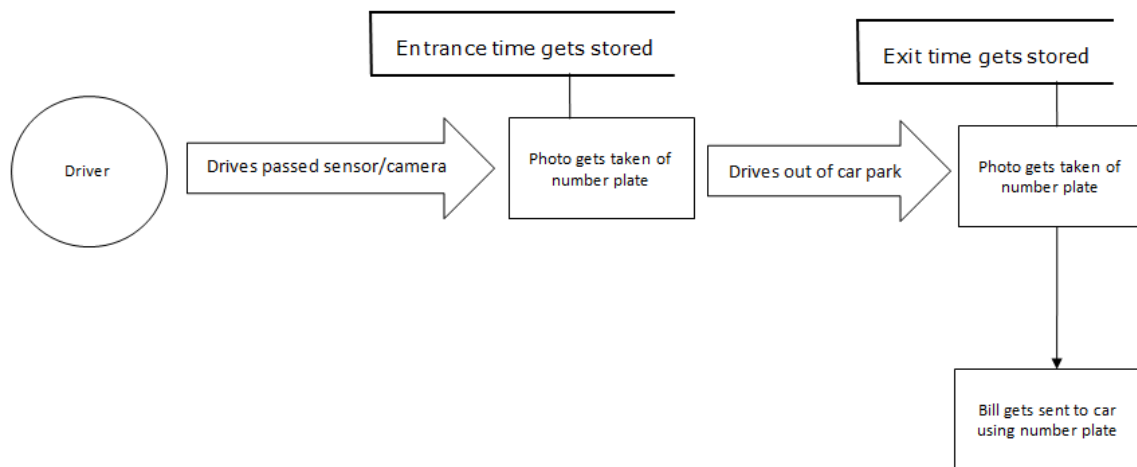 Entrance time gets stored
Exit time gets stored
Driver
Drives passed sensor/camera
Photo gets taken of
number plate
Drives out of car park
Photo gets taken of
number plate
Bill gets sent to car
using number plate